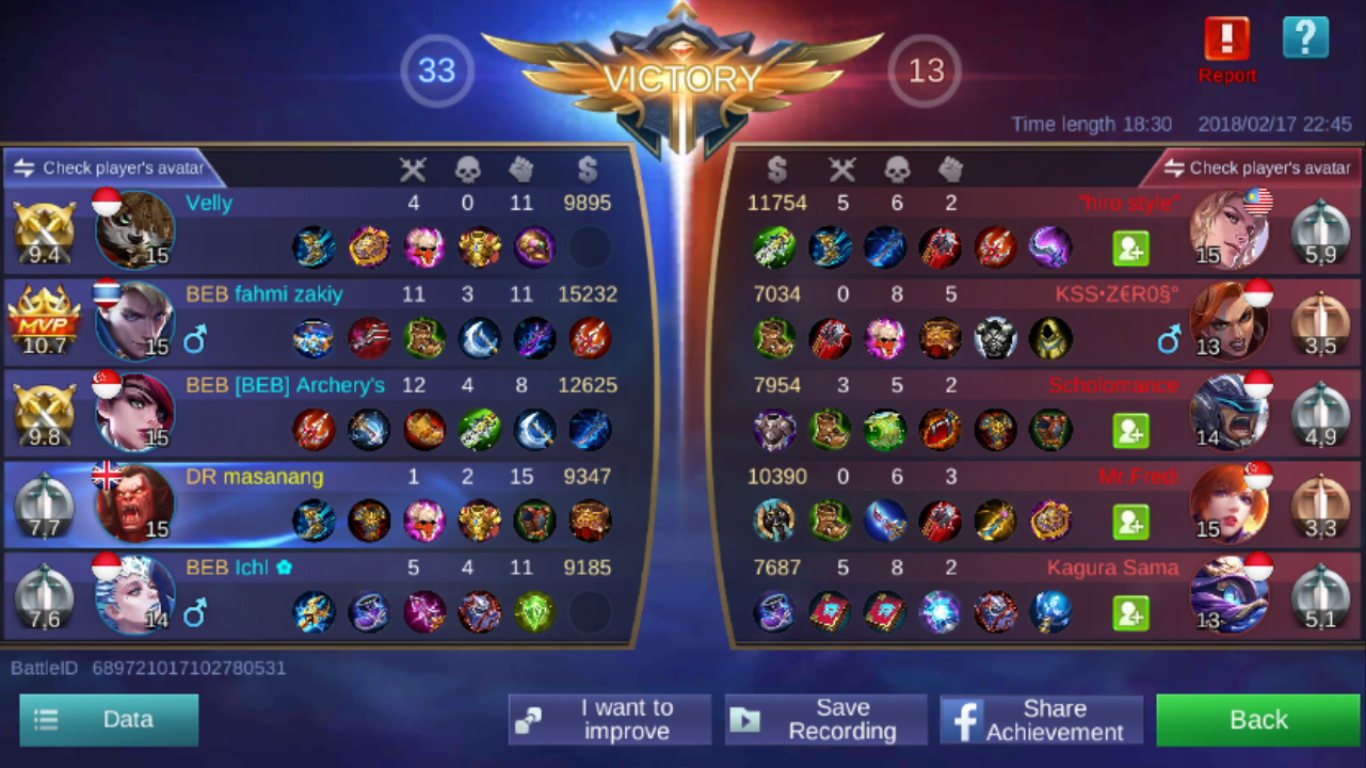 33 VICTORY 13
Report
Time length 18:30 2018/02/17 22:45
Check player's avatar $ $ Check player's avatar
Velly 4 0 11 9895
9.4 15
11754 5 6 2 "hiro style"
15 5,9
BEB fahmi zakiy 11 3 11 15232
MVP 10.7 15
7034 0 8 5 KSS•Z€R0§°
13 3,5
BEB [BEB] Archery's 12 4 8 12625
9.8 15
7954 3 5 2 Scholomance
14 4,9
DR masanang 1 2 15 9347
7,7 15
10390 0 6 3 Mr.Fredi
15 3,3
BEB Ichl 5 4 11 9185
7,6 14
7687 5 8 2 Kagura Sama
13 5,1
BattleID 689721017102780531
Data
I want to
improve
Save
Recording
f Share
Achievement
Back
?